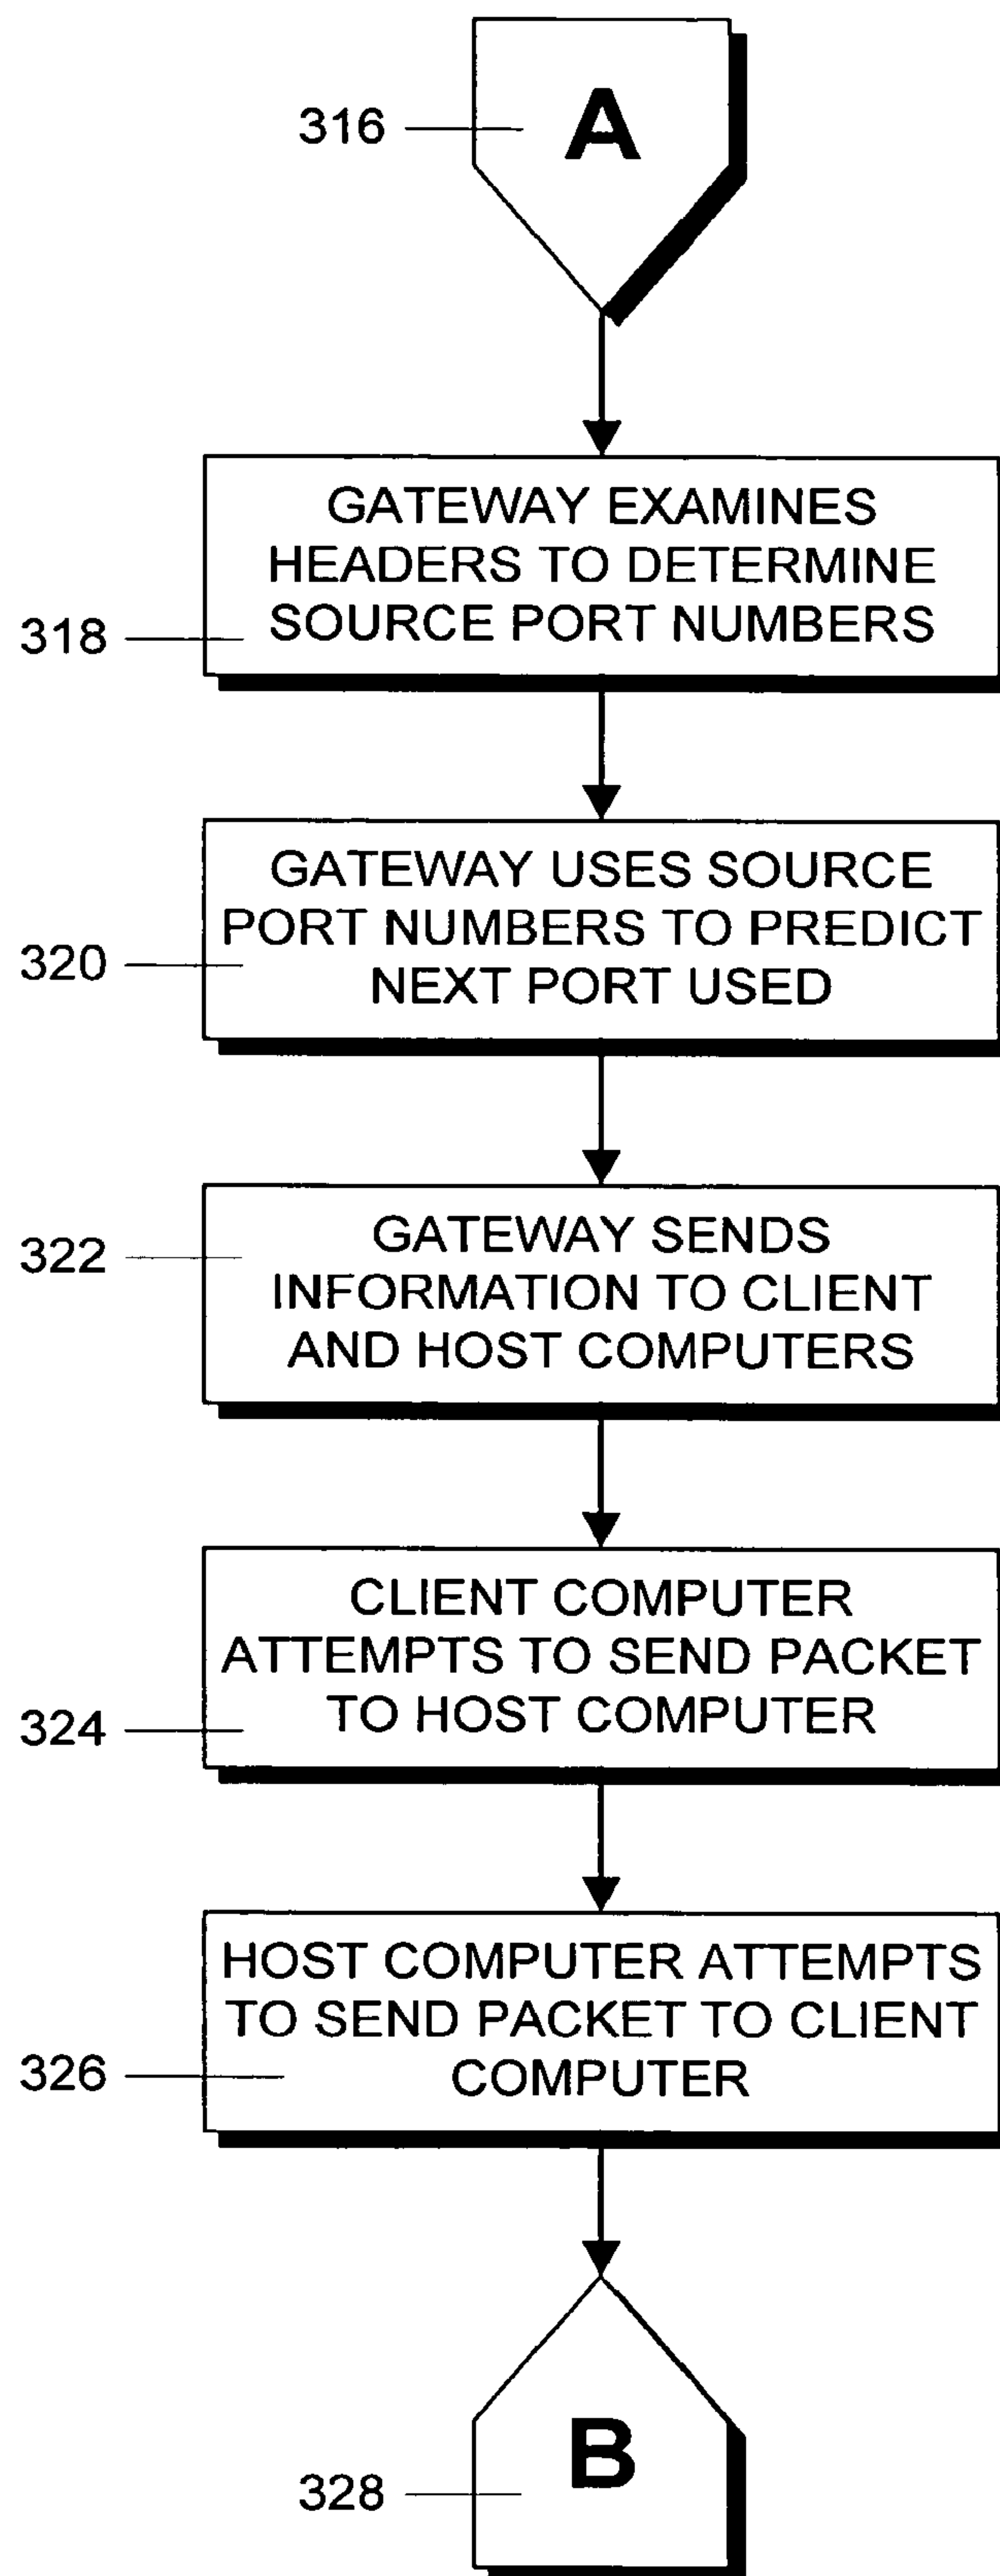 316
A
GATEWAY EXAMINES
HEADERS TO DETERMINE
SOURCE PORT NUMBERS
318
GATEWAY USES SOURCE
PORT NUMBERS TO PREDICT
NEXT PORT USED
320
GATEWAY SENDS
INFORMATION TO CLIENT
AND HOST COMPUTERS
322
CLIENT COMPUTER
ATTEMPTS TO SEND PACKET
TO HOST COMPUTER
324
HOST COMPUTER ATTEMPTS
TO SEND PACKET TO CLIENT
COMPUTER
326
B
328